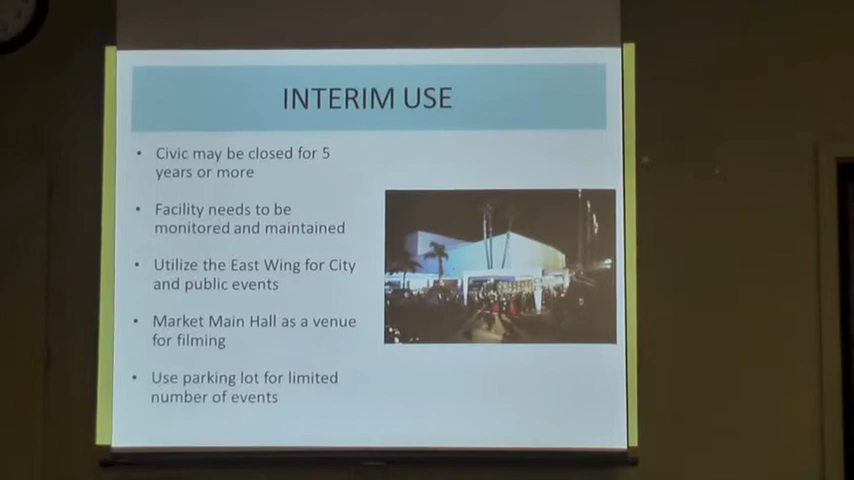 INTERIM USE
• Civic may be closed for 5
years or more
• Facility needs to be
monitored and maintained
• Utilize the East Wing for City
and public events
• Market Main Hall as a venue
for filming
• Use parking lot for limited
number of events